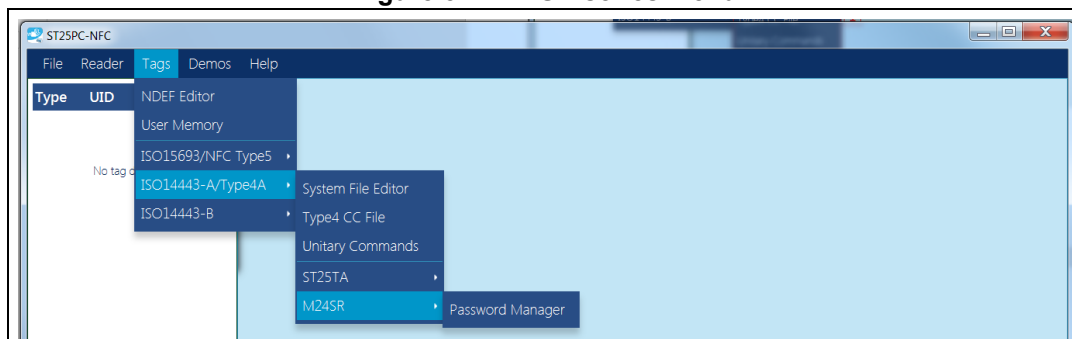 ST25PC-NFC
File Reader Tags Demos Help
Type UID
NDEF Editor
User Memory
ISO15693/NFC Type5
No tag
ISO14443-A/Type4A
ISO14443-B
System File Editor
Type4 CC File
Unitary Commands
ST25TA
M24SR
Password Manager